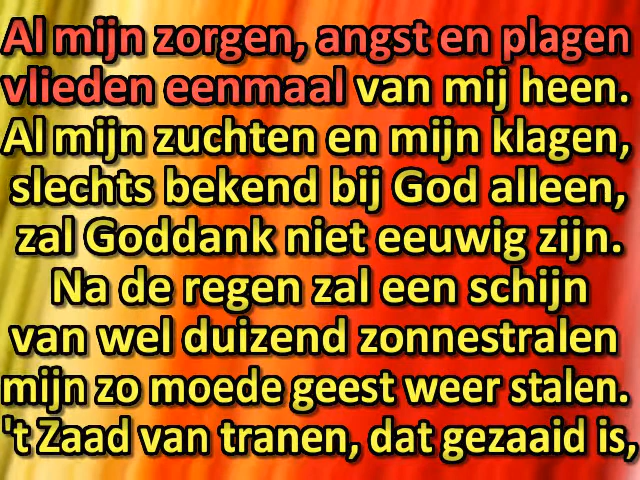 Al mijn zorgen, angst en plagen
vlieden eenmaal van mij heen.
Al mijn zuchten en mijn klagen,
slechts bekend bij God alleen,
zal Goddank niet eeuwig zijn.
Na de regen zal een schijn
van wel duizend zonnestralen
mijn zo moede geest weer stalen.
't Zaad van tranen, dat gezaaid is,